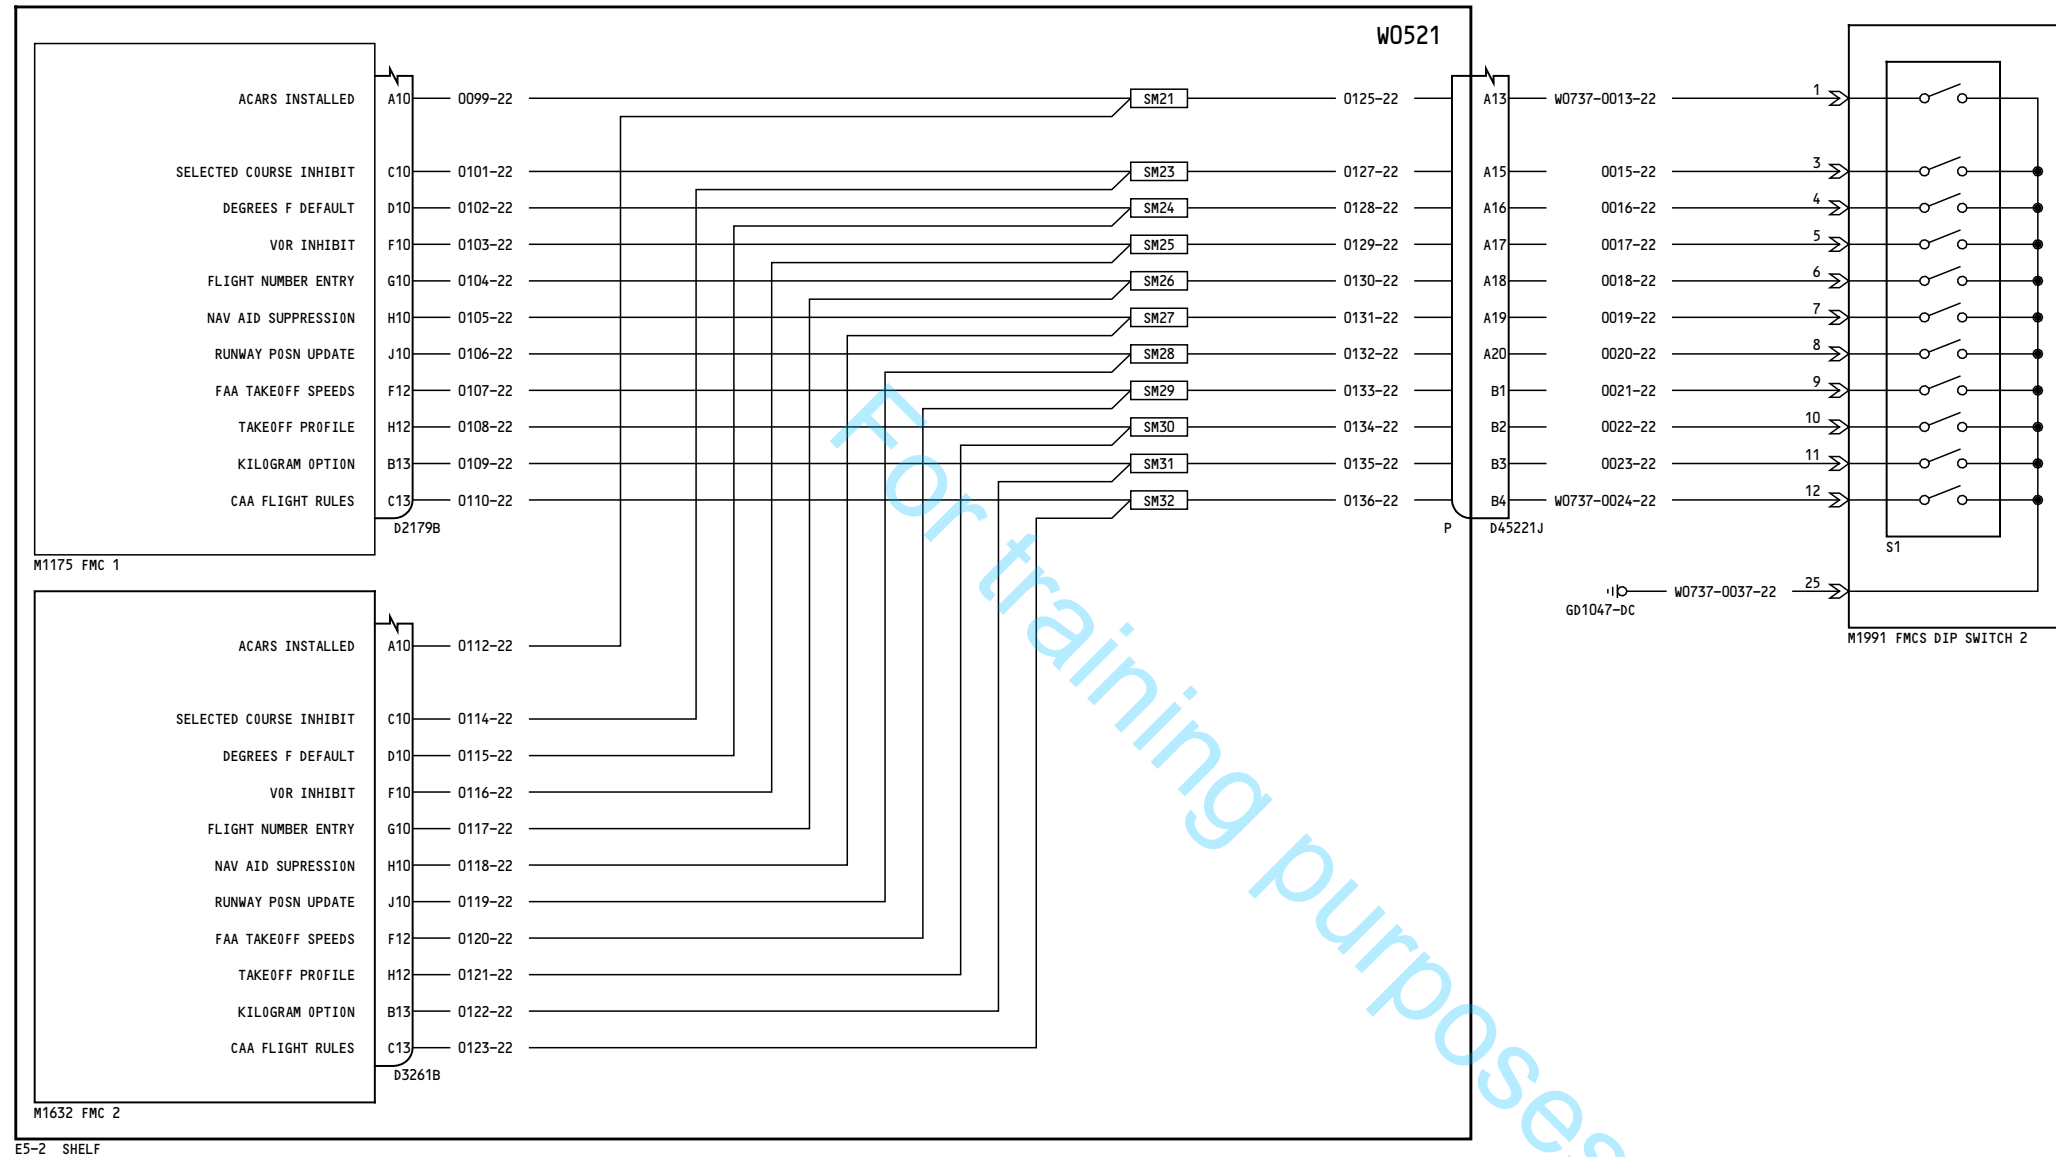 W0521
ACARS INSTALLED A10 0099-22 SM21 0125-22 A13 W0737-0013-22 1
SELECTED COURSE INHIBIT C10 0101-22 SM23 0127-22 A15 0015-22 3
DEGREES F DEFAULT D10 0102-22 SM24 0128-22 A16 0016-22 4
VOR INHIBIT F10 0103-22 SM25 0129-22 A17 0017-22 5
FLIGHT NUMBER ENTRY G10 0104-22 SM26 0130-22 A18 0018-22 6
NAV AID SUPPRESSION H10 0105-22 SM27 0131-22 A19 0019-22 7
RUNWAY POSN UPDATE J10 0106-22 SM28 0132-22 A20 0020-22 8
FAA TAKEOFF SPEEDS F12 0107-22 SM29 0133-22 B1 0021-22 9
TAKEOFF PROFILE H12 0108-22 SM30 0134-22 B2 0022-22 10
KILOGRAM OPTION B13 0109-22 SM31 0135-22 B3 0023-22 11
CAA FLIGHT RULES C13 0110-22 SM32 0136-22 B4 W0737-0024-22 12
D2179B P D45221J S1
M1175 FMC 1
W0737-0037-22 25
GD1047-DC
M1991 FMCS DIP SWITCH 2
ACARS INSTALLED A10 0112-22
SELECTED COURSE INHIBIT C10 0114-22
DEGREES F DEFAULT D10 0115-22
VOR INHIBIT F10 0116-22
FLIGHT NUMBER ENTRY G10 0117-22
NAV AID SUPRESSION H10 0118-22
RUNWAY POSN UPDATE J10 0119-22
FAA TAKEOFF SPEEDS F12 0120-22
TAKEOFF PROFILE H12 0121-22
KILOGRAM OPTION B13 0122-22
CAA FLIGHT RULES C13 0123-22
D3261B
M1632 FMC 2
E5-2 SHELF
For training purposes